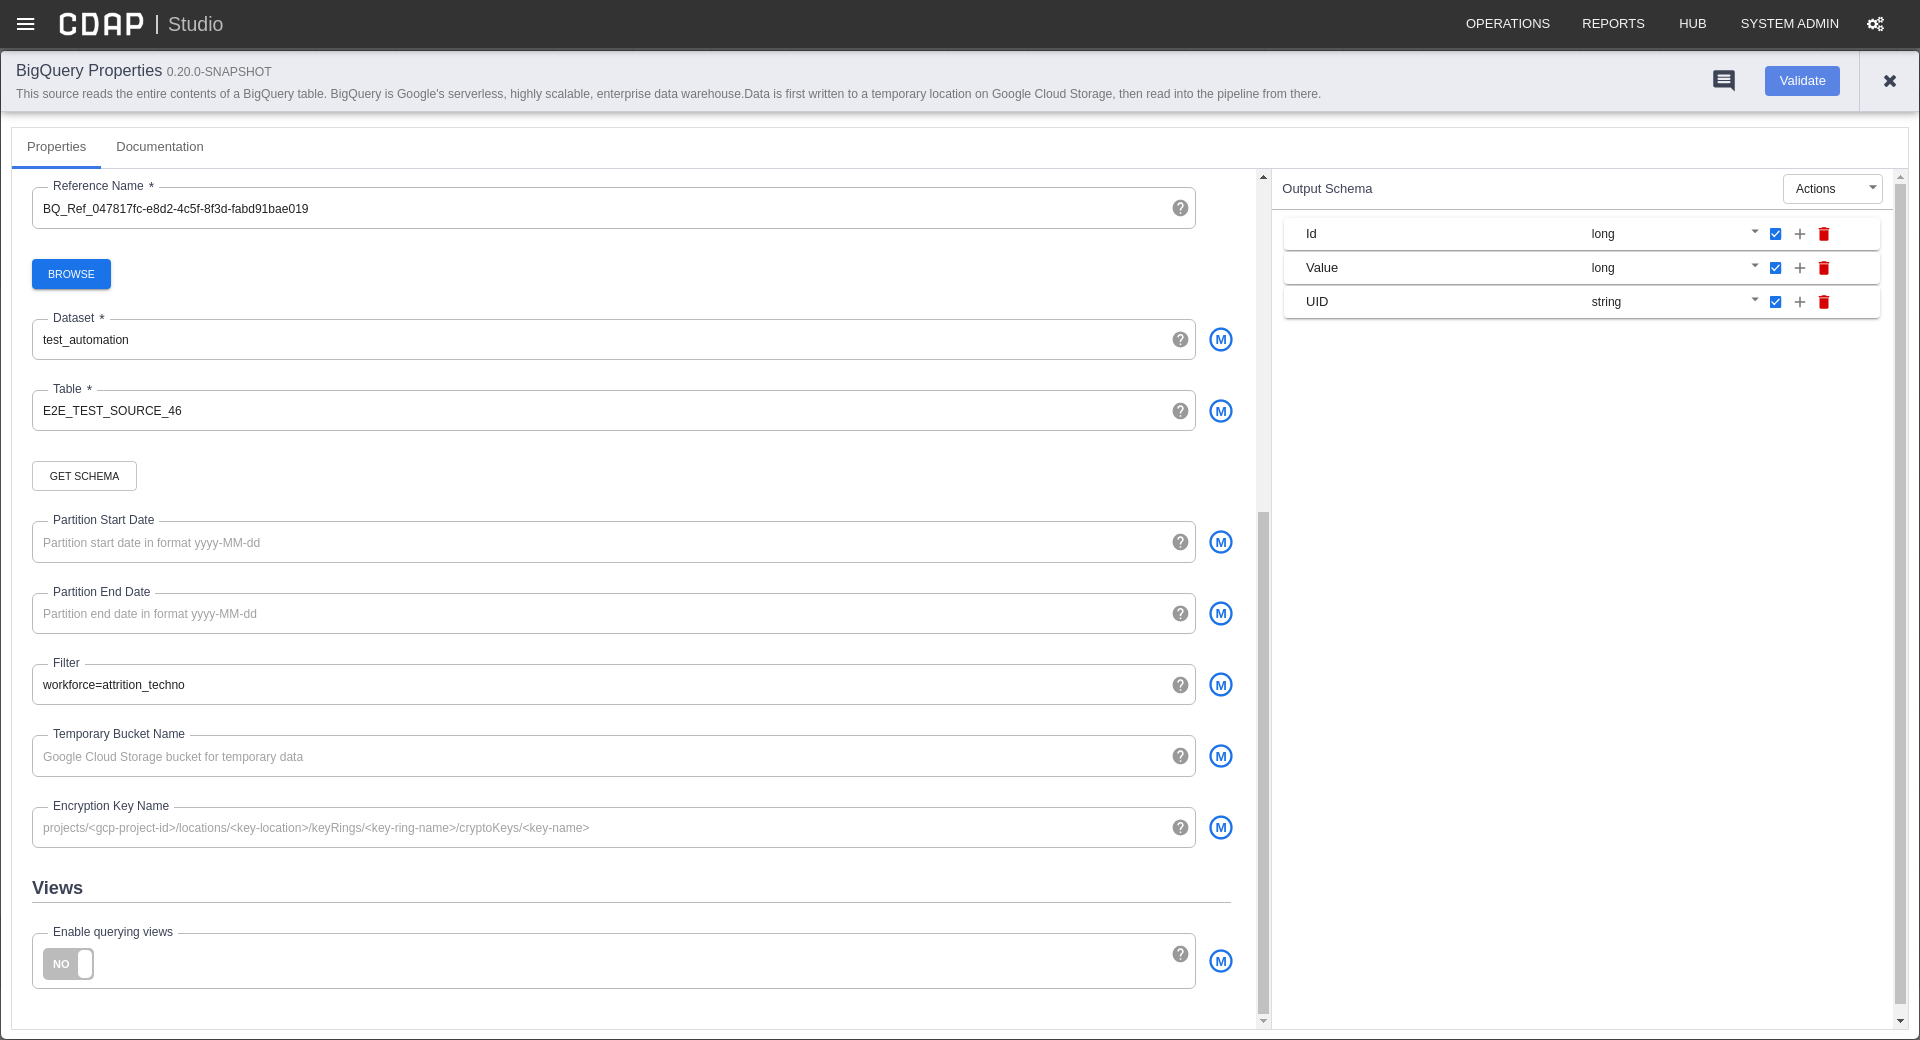 CDAP | Studio
OPERATIONS REPORTS HUB SYSTEM ADMIN
BigQuery Properties 0.20.0-SNAPSHOT
This source reads the entire contents of a BigQuery table. BigQuery is Google's serverless, highly scalable, enterprise data warehouse.Data is first written to a temporary location on Google Cloud Storage, then read into the pipeline from there.
Validate
Properties Documentation
Reference Name *
BQ_Ref_047817fc-e8d2-4c5f-8f3d-fabd91bae019
BROWSE
Dataset *
test_automation
M
Table *
E2E_TEST_SOURCE_46
M
GET SCHEMA
Partition Start Date
Partition start date in format yyyy-MM-dd
M
Partition End Date
Partition end date in format yyyy-MM-dd
M
Filter
workforce=attrition_techno
M
Temporary Bucket Name
Google Cloud Storage bucket for temporary data
M
Encryption Key Name
projects/<gcp-project-id>/locations/<key-location>/keyRings/<key-ring-name>/cryptoKeys/<key-name>
M
Views
Enable querying views
NO
M
Output Schema
Actions
Id long
Value long
UID string